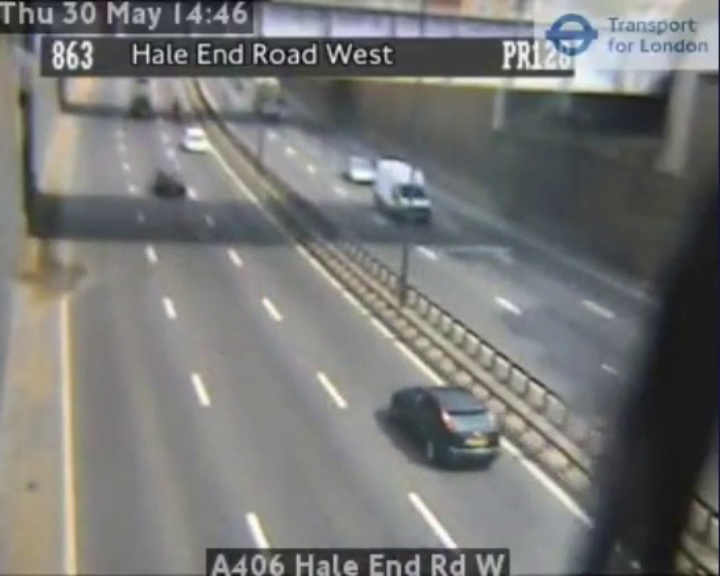 Thu 30 May 14:46
Transport
for London
863 Hale End Road West
A406 Hale End Rd W